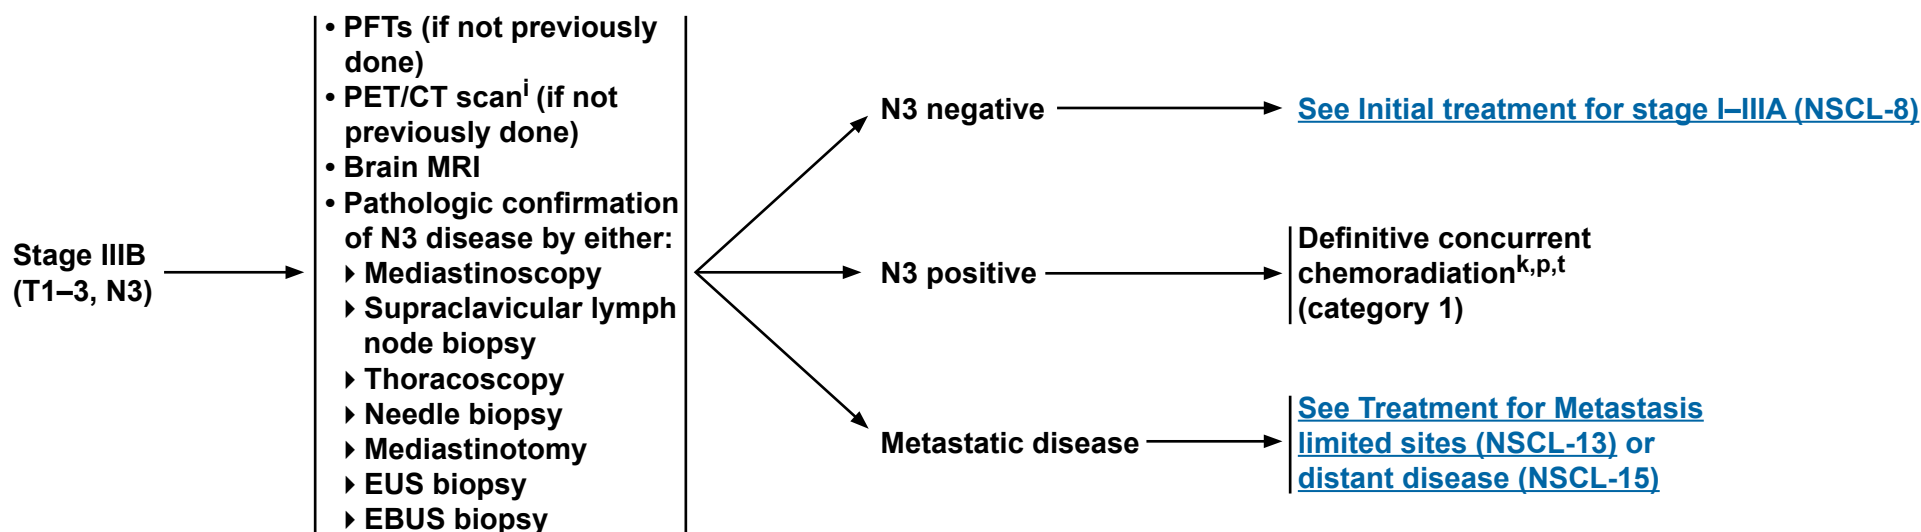 Stage IIIB
(T1–3, N3)
• PFTs (if not previously
done)
• PET/CT scanⁱ (if not
previously done)
• Brain MRI
• Pathologic confirmation
of N3 disease by either:
▸ Mediastinoscopy
▸ Supraclavicular lymph
node biopsy
▸ Thoracoscopy
▸ Needle biopsy
▸ Mediastinotomy
▸ EUS biopsy
▸ EBUS biopsy
N3 negative
See Initial treatment for stage I–IIIA (NSCL-8)
N3 positive
Definitive concurrent
chemoradiationᵏ,ᵖ,ᵗ
(category 1)
Metastatic disease
See Treatment for Metastasis
limited sites (NSCL-13) or
distant disease (NSCL-15)